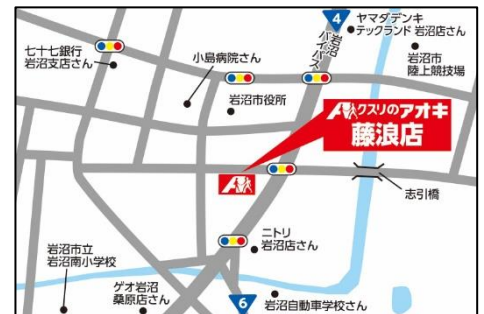 4
岩沼
バイパス
ヤマダデンキ
テックランド 岩沼店さん
岩沼市
陸上競技場
七十七銀行
岩沼支店さん
小島病院さん
岩沼市役所
クスリのアオキ
藤浪店
志引橋
ニトリ
岩沼店さん
岩沼市立
岩沼南小学校
ゲオ岩沼
桑原店さん
6
岩沼自動車学校さん